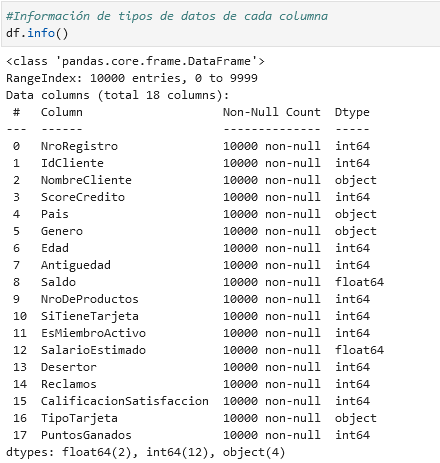 #Información de tipos de datos de cada columna
df.info()
<class 'pandas.core.frame.DataFrame'>
RangeIndex: 10000 entries, 0 to 9999
Data columns (total 18 columns):
 #   Column                    Non-Null Count  Dtype
---  ------                    --------------  -----
 0   NroRegistro               10000 non-null  int64
 1   IdCliente                 10000 non-null  int64
 2   NombreCliente             10000 non-null  object
 3   ScoreCredito              10000 non-null  int64
 4   Pais                      10000 non-null  object
 5   Genero                    10000 non-null  object
 6   Edad                      10000 non-null  int64
 7   Antiguedad                10000 non-null  int64
 8   Saldo                     10000 non-null  float64
 9   NroDeProductos            10000 non-null  int64
 10  SiTieneTarjeta            10000 non-null  int64
 11  EsMiembroActivo           10000 non-null  int64
 12  SalarioEstimado           10000 non-null  float64
 13  Desertor                  10000 non-null  int64
 14  Reclamos                  10000 non-null  int64
 15  CalificacionSatisfaccion  10000 non-null  int64
 16  TipoTarjeta               10000 non-null  object
 17  PuntosGanados             10000 non-null  int64
dtypes: float64(2), int64(12), object(4)